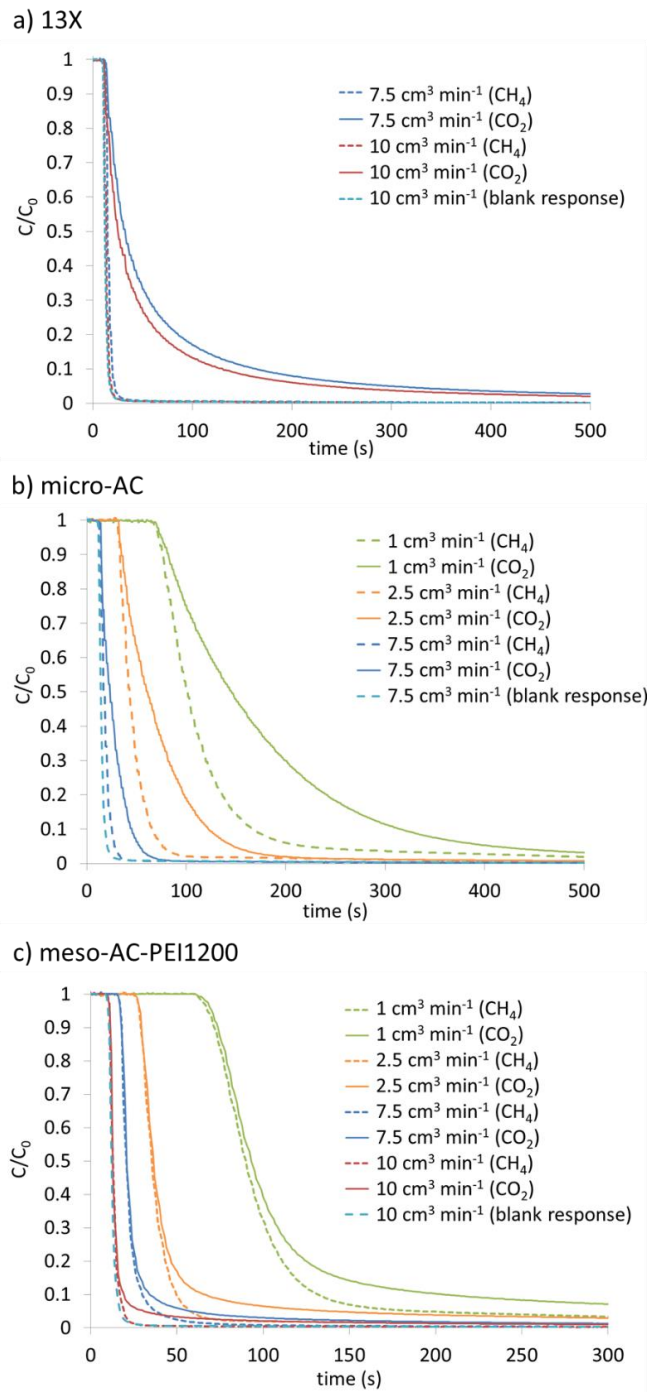 a) 13X
7.5 cm³ min⁻¹ (CH₄)
7.5 cm³ min⁻¹ (CO₂)
10 cm³ min⁻¹ (CH₄)
10 cm³ min⁻¹ (CO₂)
10 cm³ min⁻¹ (blank response)
C/C₀
1
0.9
0.8
0.7
0.6
0.5
0.4
0.3
0.2
0.1
0
0 100 200 300 400 500
time (s)
b) micro-AC
1 cm³ min⁻¹ (CH₄)
1 cm³ min⁻¹ (CO₂)
2.5 cm³ min⁻¹ (CH₄)
2.5 cm³ min⁻¹ (CO₂)
7.5 cm³ min⁻¹ (CH₄)
7.5 cm³ min⁻¹ (CO₂)
7.5 cm³ min⁻¹ (blank response)
C/C₀
1
0.9
0.8
0.7
0.6
0.5
0.4
0.3
0.2
0.1
0
0 100 200 300 400 500
time (s)
c) meso-AC-PEI1200
1 cm³ min⁻¹ (CH₄)
1 cm³ min⁻¹ (CO₂)
2.5 cm³ min⁻¹ (CH₄)
2.5 cm³ min⁻¹ (CO₂)
7.5 cm³ min⁻¹ (CH₄)
7.5 cm³ min⁻¹ (CO₂)
10 cm³ min⁻¹ (CH₄)
10 cm³ min⁻¹ (CO₂)
10 cm³ min⁻¹ (blank response)
C/C₀
1
0.9
0.8
0.7
0.6
0.5
0.4
0.3
0.2
0.1
0
0 50 100 150 200 250 300
time (s)